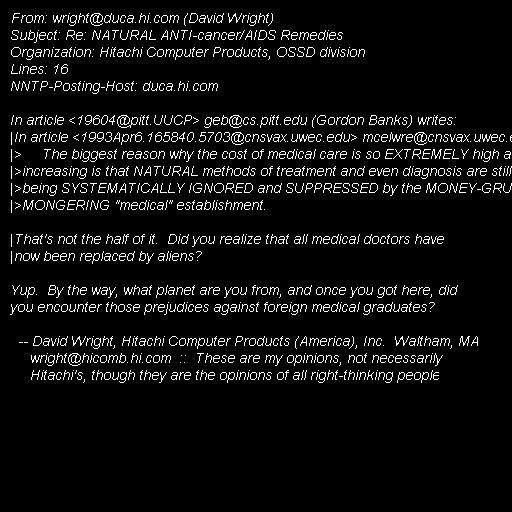 From: wright@duca.hi.com (David Wright)
Subject: Re: NATURAL ANTI-cancer/AIDS Remedies
Organization: Hitachi Computer Products, OSSD division
Lines: 16
NNTP-Posting-Host: duca.hi.com

In article <19604@pitt.UUCP> geb@cs.pitt.edu (Gordon Banks) writes:
|In article <1993Apr6.165840.5703@cnsvax.uwec.edu> mcelwre@cnsvax.uwec.e
|>     The biggest reason why the cost of medical care is so EXTREMELY high a
|>increasing is that NATURAL methods of treatment and even diagnosis are still
|>being SYSTEMATICALLY IGNORED and SUPPRESSED by the MONEY-GRU
|>MONGERING "medical" establishment.

|That's not the half of it.  Did you realize that all medical doctors have
|now been replaced by aliens?

Yup.  By the way, what planet are you from, and once you got here, did
you encounter those prejudices against foreign medical graduates?

  -- David Wright, Hitachi Computer Products (America), Inc.  Waltham, MA
     wright@hicomb.hi.com  ::  These are my opinions, not necessarily
     Hitachi's, though they are the opinions of all right-thinking people